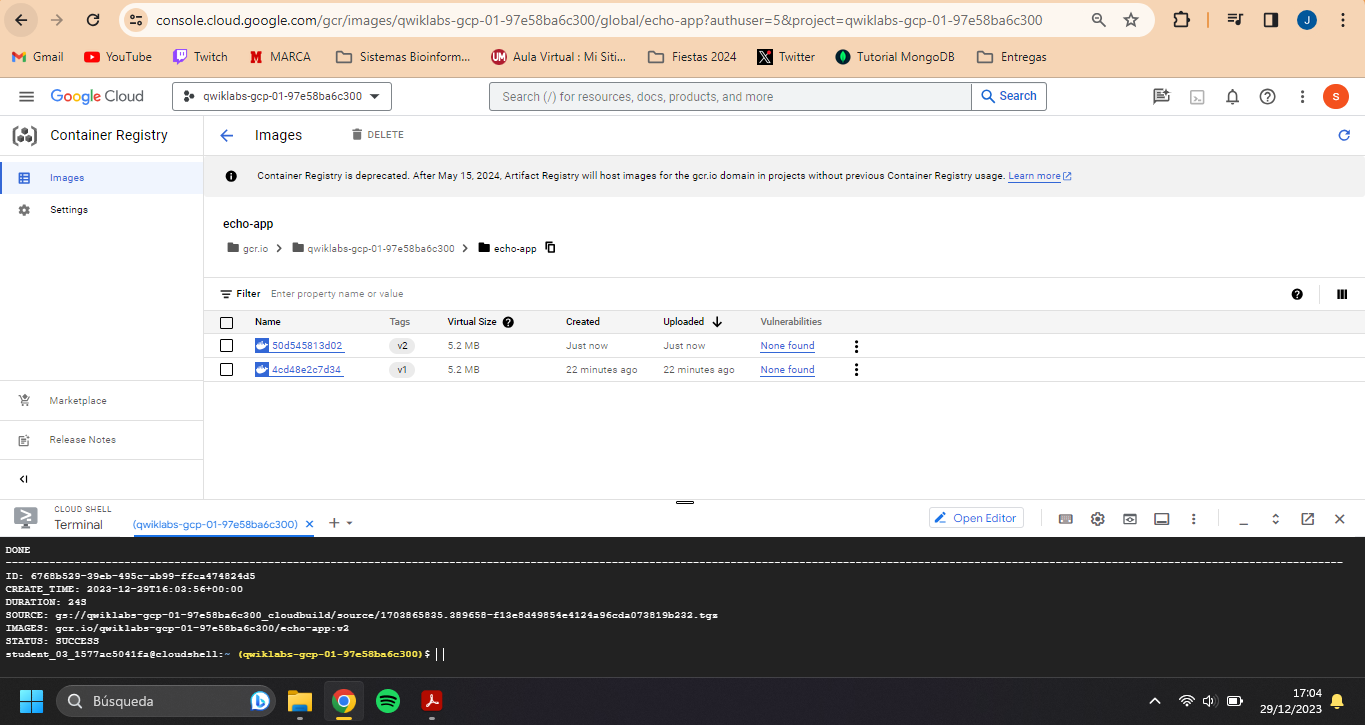 console.cloud.google.com/gcr/images/qwiklabs-gcp-01-97e58ba6c300/global/echo-app?authuser=5&project=qwiklabs-gcp-01-97e58ba6c300
J
Gmail YouTube Twitch MARCA Sistemas Bioinform... Aula Virtual : Mi Siti... Fiestas 2024 Twitter Tutorial MongoDB Entregas
Google Cloud qwiklabs-gcp-01-97e58ba6c300 Search (/) for resources, docs, products, and more Search S
Container Registry Images DELETE
Images
Settings
Container Registry is deprecated. After May 15, 2024, Artifact Registry will host images for the gcr.io domain in projects without previous Container Registry usage. Learn more
echo-app
gcr.io qwiklabs-gcp-01-97e58ba6c300 echo-app
Filter Enter property name or value
Name Tags Virtual Size Created Uploaded Vulnerabilities
50d545813d02 v2 5.2 MB Just now Just now None found
4cd48e2c7d34 v1 5.2 MB 22 minutes ago 22 minutes ago None found
Marketplace
Release Notes
CLOUD SHELL
Terminal (qwiklabs-gcp-01-97e58ba6c300) Open Editor
DONE
ID: 6768b529-39eb-495c-ab99-ffca474824d5
CREATE_TIME: 2023-12-29T16:03:56+00:00
DURATION: 24S
SOURCE: gs://qwiklabs-gcp-01-97e58ba6c300_cloudbuild/source/1703865835.389658-f13e8d49854e4124a96cda073819b232.tgz
IMAGES: gcr.io/qwiklabs-gcp-01-97e58ba6c300/echo-app:v2
STATUS: SUCCESS
student_03_1577ac5041fa@cloudshell:~ (qwiklabs-gcp-01-97e58ba6c300)$
Búsqueda
17:04
29/12/2023